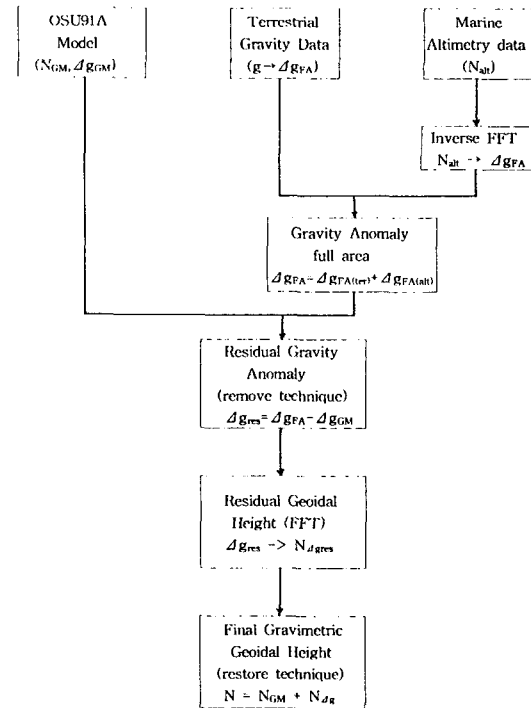 OSU91A
Model
(N_GM, Δg_GM)
Terrestrial
Gravity Data
(g → Δg_FA)
Marine
Altimetry data
(N_alt)
Inverse FFT
N_alt → Δg_FA
Gravity Anomaly
full area
Δg_FA = Δg_FA(ter) + Δg_FA(alt)
Residual Gravity
Anomaly
(remove technique)
Δg_res = Δg_FA - Δg_GM
Residual Geoidal
Height (FFT)
Δg_res -> N_Δgres
Final Gravimetric
Geoidal Height
(restore technique)
N = N_GM + N_Δg